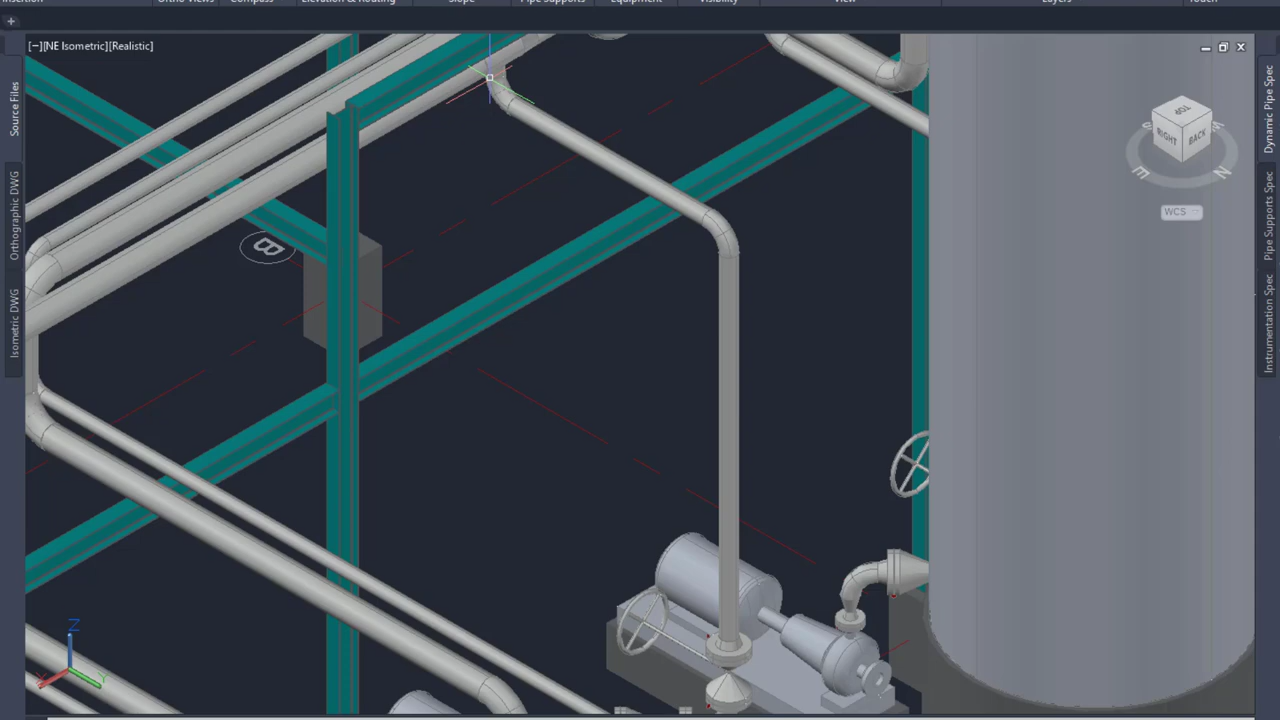 Insertion
Ortho Views
Compass
Elevation & Routing
Slope
Pipe Supports
Equipment
Visibility
View
Layers
Touch
+
[−][NE Isometric][Realistic]
Source Files
Orthographic DWG
Isometric DWG
B
TOP
RIGHT
BACK
E
N
WCS
Dynamic Pipe Spec
Pipe Supports Spec
Instrumentation Spec
Z
X
Y